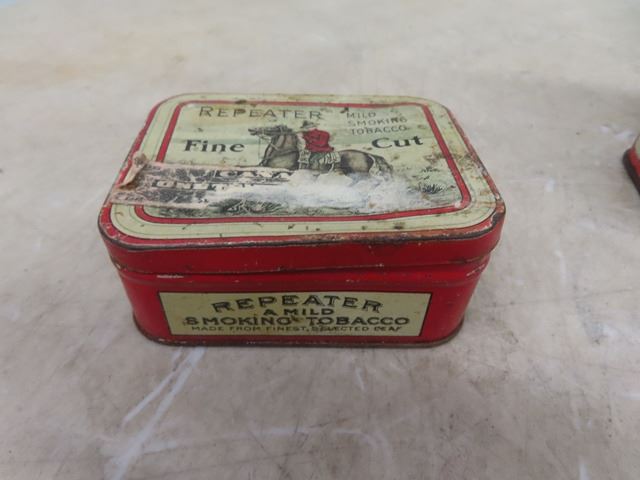 REPEATER
MILD
SMOKING
TOBACCO
Fine Cut
REPEATER
A MILD
SMOKING TOBACCO
MADE FROM FINEST, SELECTED LEAF